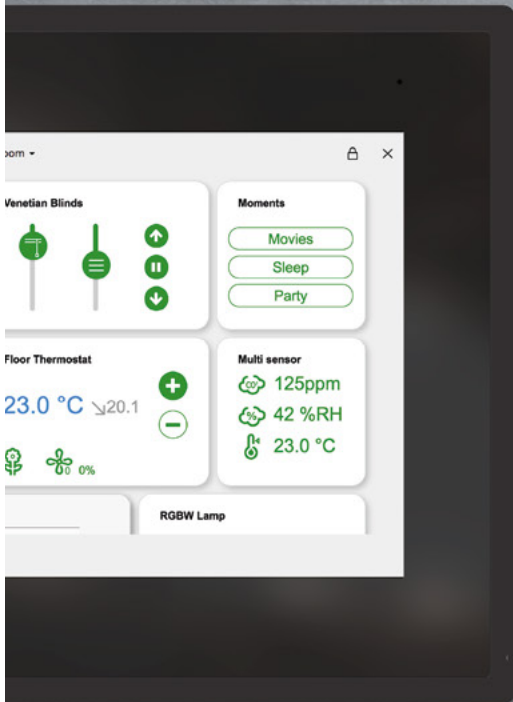 oom
Venetian Blinds
Moments
Movies
Sleep
Party
Floor Thermostat
23.0 °C ↘20.1
0 0%
Multi sensor
125ppm
% 42 %RH
23.0 °C
RGBW Lamp